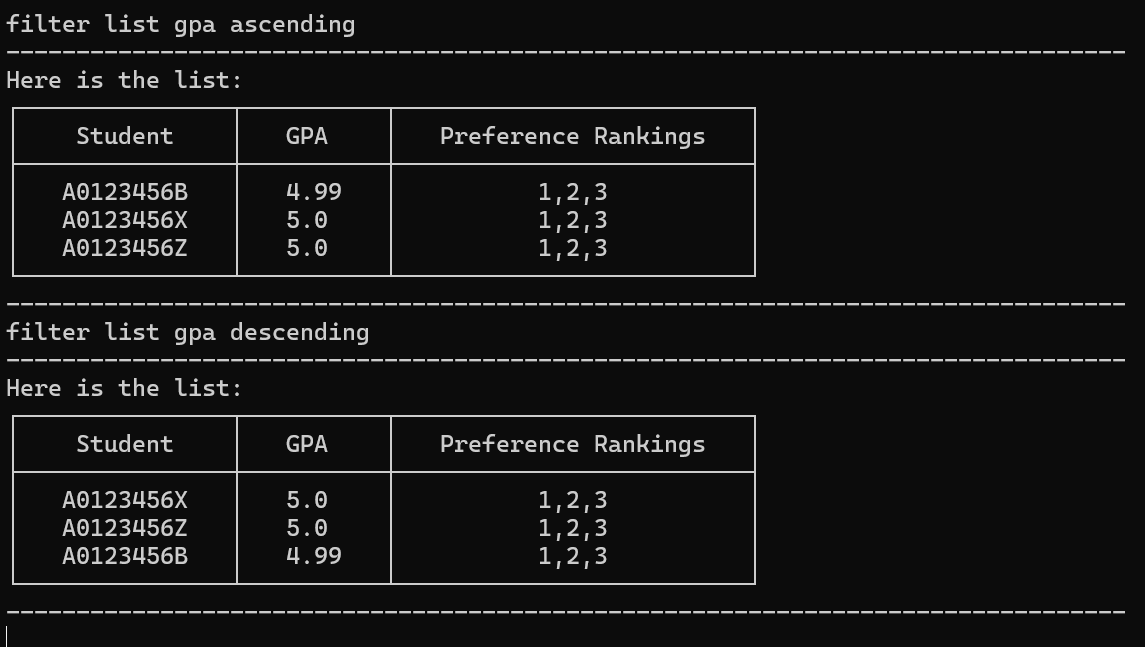 filter list gpa ascending
--------------------------------------------------------------------------------
Here is the list:
Student GPA Preference Rankings
A0123456B 4.99 1,2,3
A0123456X 5.0 1,2,3
A0123456Z 5.0 1,2,3
--------------------------------------------------------------------------------
filter list gpa descending
--------------------------------------------------------------------------------
Here is the list:
Student GPA Preference Rankings
A0123456X 5.0 1,2,3
A0123456Z 5.0 1,2,3
A0123456B 4.99 1,2,3
--------------------------------------------------------------------------------